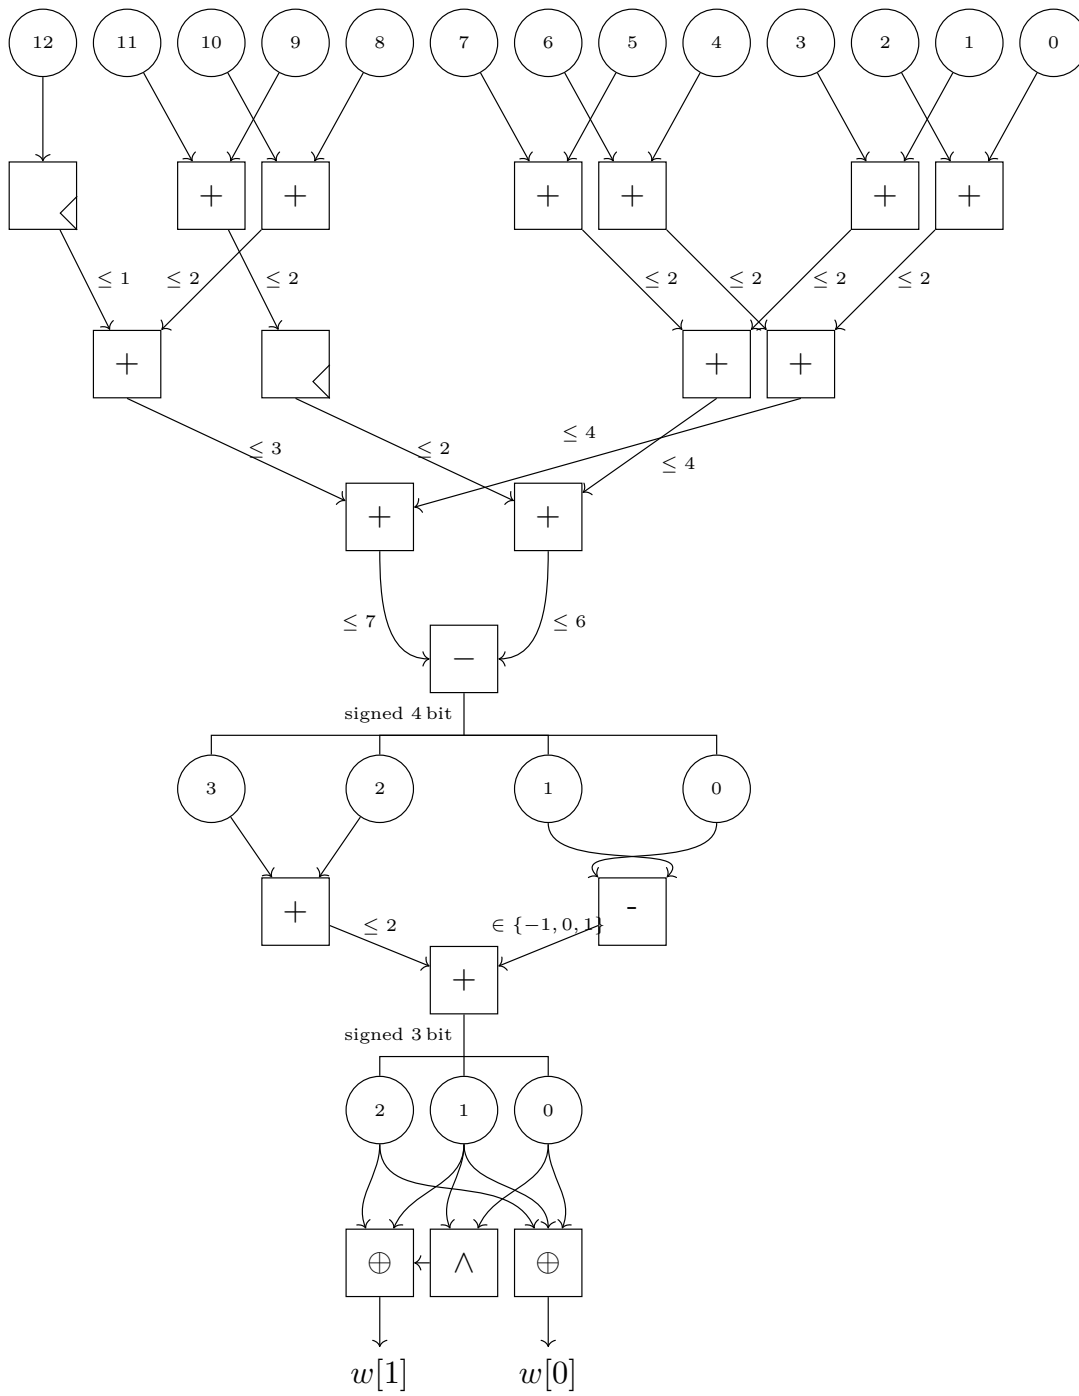 12 11 10 9 8 7 6 5 4 3 2 1 0
+ + + + + +
≤ 1 ≤ 2 ≤ 2 ≤ 2 ≤ 2 ≤ 2 ≤ 2
+ + +
≤ 3 ≤ 2 ≤ 4 ≤ 4
+ +
≤ 7 ≤ 6
−
signed 4 bit
3 2 1 0
+ -
≤ 2 ∈ {−1, 0, 1}
+
signed 3 bit
2 1 0
⊕ ∧ ⊕
w[1] w[0]